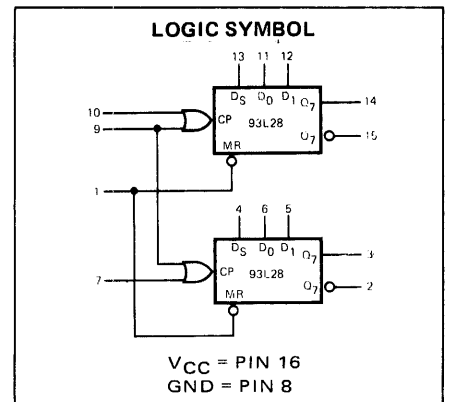 LOGIC SYMBOL
13 11 12
DS D0 D1 Q7 14
10
9
CP 93L28
Q7 15
MR
1
4 6 5
DS D0 D1 Q7 3
CP 93L28
7
Q7 2
MR
VCC = PIN 16
GND = PIN 8